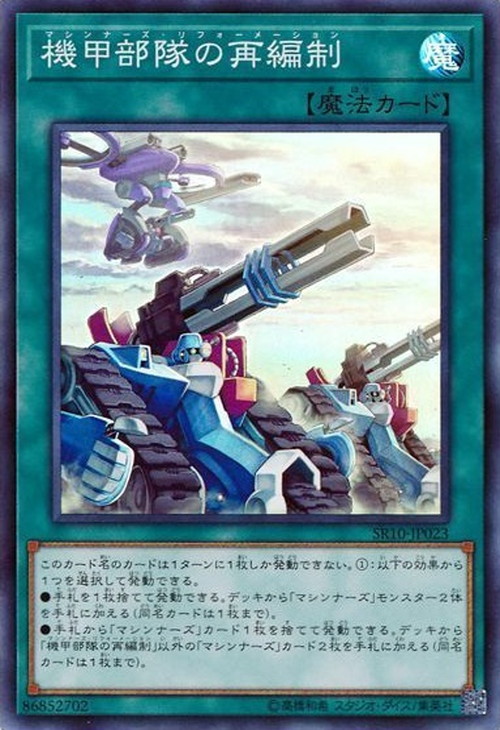 マシンナーズ・リフォーメーション
機甲部隊の再編制
魔
まほう
【魔法カード】
SR10-JP023
このカード名のカードは1ターンに1枚しか発動できない。①:以下の効果から
1つを選択して発動できる。
●手札を1枚捨てて発動できる。デッキから「マシンナーズ」モンスター2体
を手札に加える(同名カードは1枚まで)。
●手札から「マシンナーズ」カード1枚を捨てて発動できる。デッキから
「機甲部隊の再編制」以外の「マシンナーズ」カード2枚を手札に加える(同名
カードは1枚まで)。
86852702
©高橋和希 スタジオ・ダイス/集英社